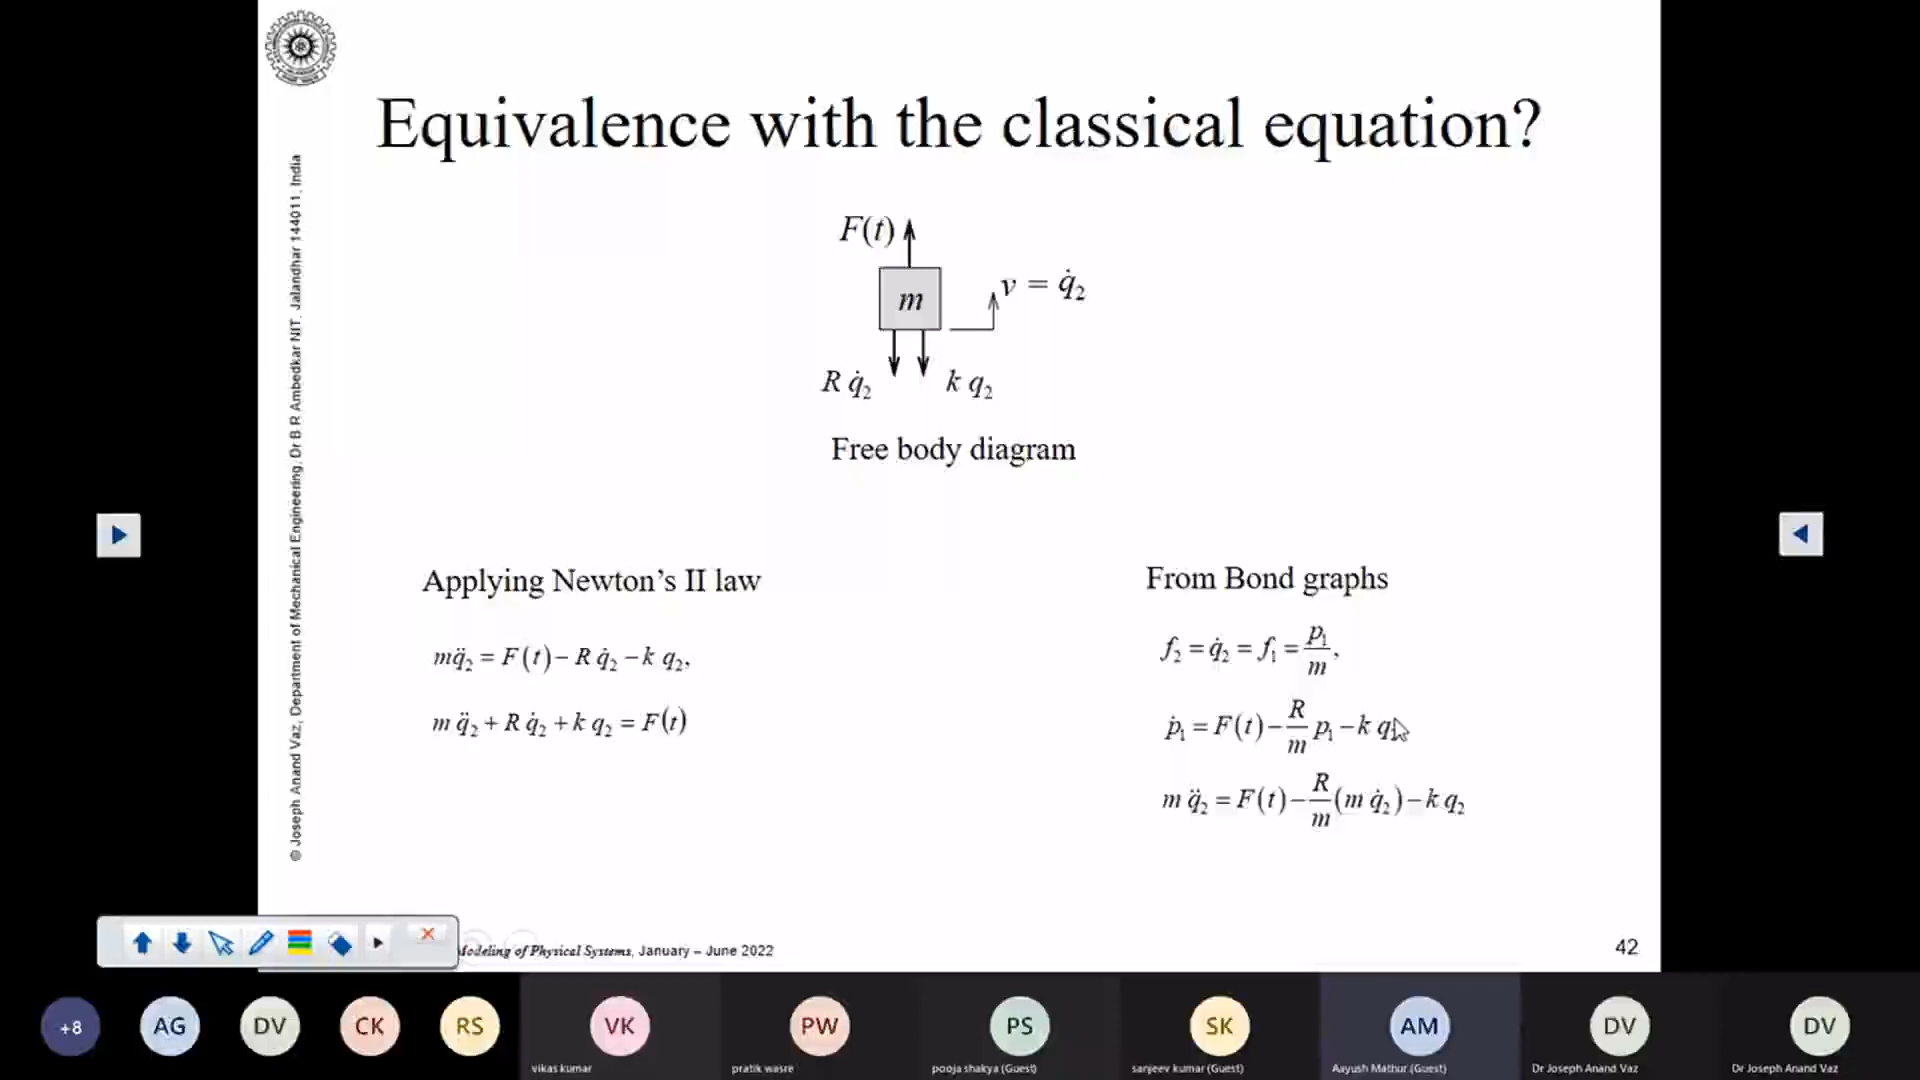 Equivalence with the classical equation?
© Joseph Anand Vaz, Department of Mechanical Engineering, Dr B R Ambedkar NIT, Jalandhar 144011, India
F(t)
m
v = q̇₂
R q̇₂
k q₂
Free body diagram
Applying Newton's II law
mq̈₂ = F(t) − R q̇₂ − k q₂,
m q̈₂ + R q̇₂ + k q₂ = F(t)
From Bond graphs
f₂ = q̇₂ = f₁ = p₁/m,
ṗ₁ = F(t) − R/m p₁ − k q
m q̈₂ = F(t) − R/m (m q̇₂) − k q₂
Modeling of Physical Systems, January – June 2022
42
+8
AG
DV
CK
RS
VK
vikas kumar
PW
pratik wasre
PS
pooja shakya (Guest)
SK
sanjeev kumar (Guest)
AM
Aayush Mathur (Guest)
DV
Dr Joseph Anand Vaz
DV
Dr Joseph Anand Vaz